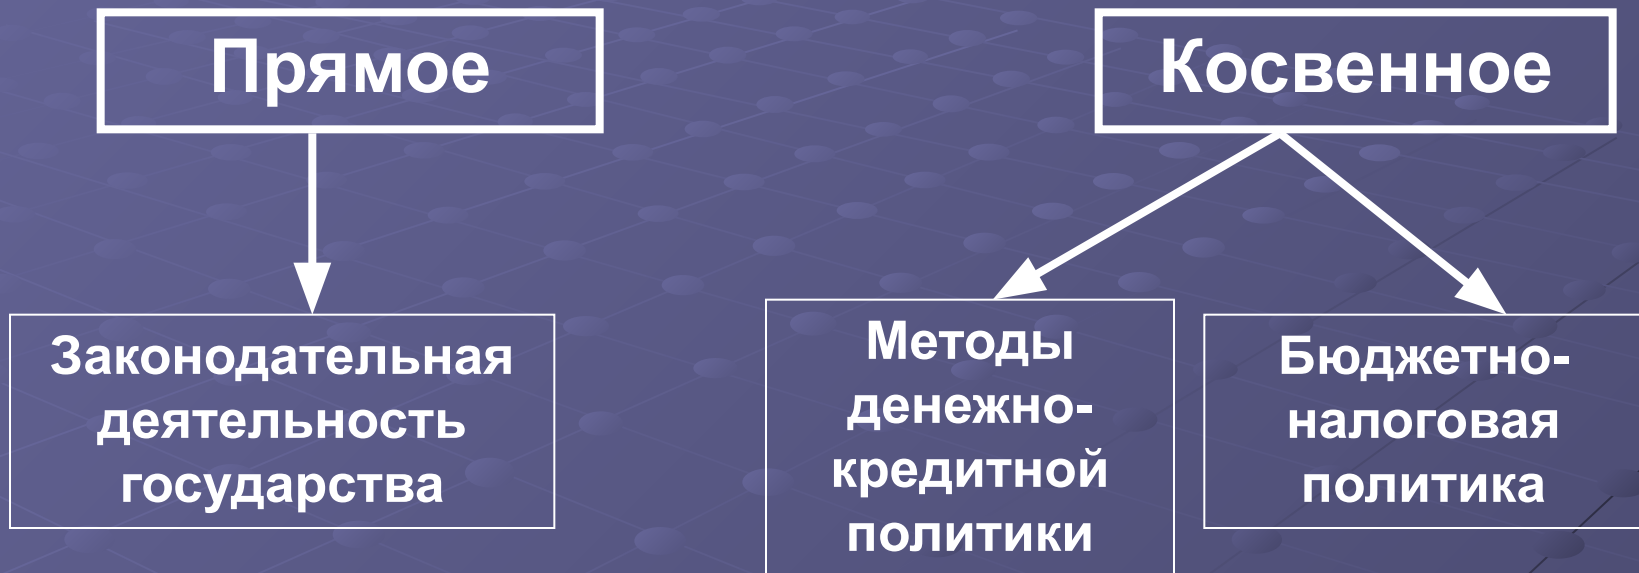 Прямое
Косвенное
Законодательная
деятельность
государства
Методы
денежно-
кредитной
политики
Бюджетно-
налоговая
политика